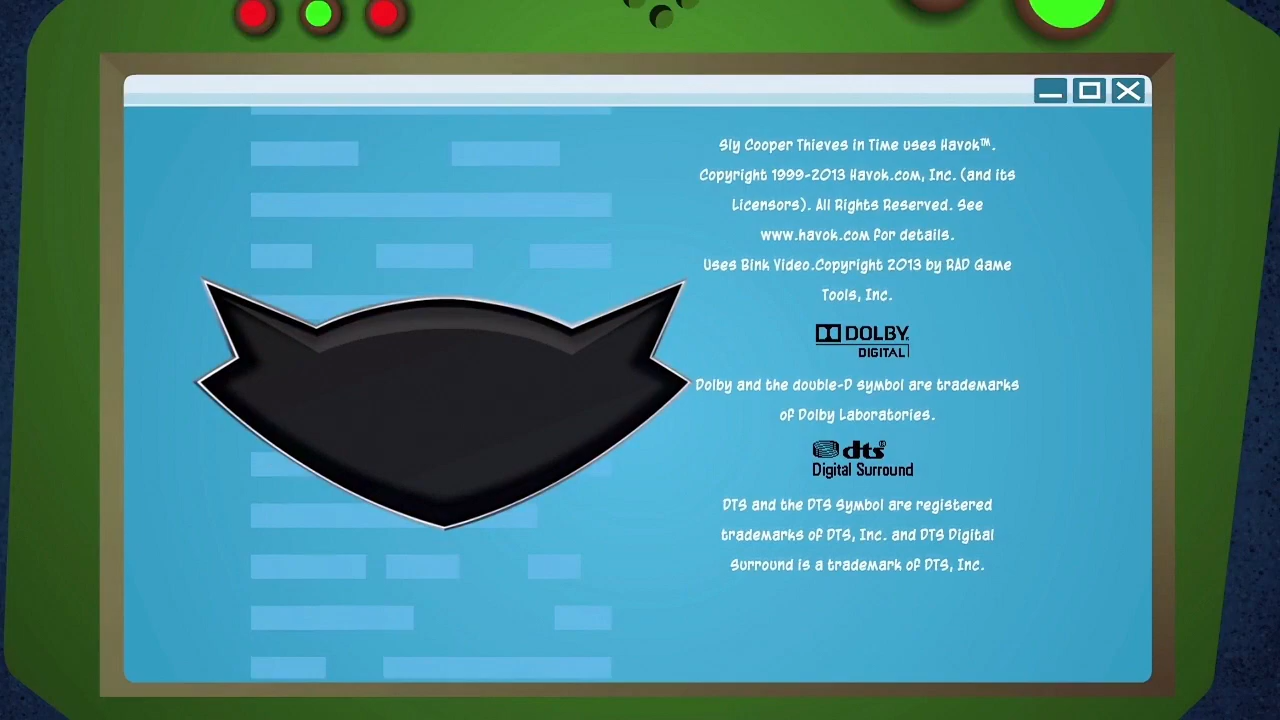 Sly Cooper Thieves in Time uses Havok™.
Copyright 1999-2013 Havok.com, Inc. (and its
Licensors). All Rights Reserved. See
www.havok.com for details.
Uses Bink Video.Copyright 2013 by RAD Game
Tools, Inc.
DOLBY
DIGITAL
Dolby and the double-D symbol are trademarks
of Dolby Laboratories.
dts®
Digital Surround
DTS and the DTS Symbol are registered
trademarks of DTS, Inc. and DTS Digital
Surround is a trademark of DTS, Inc.